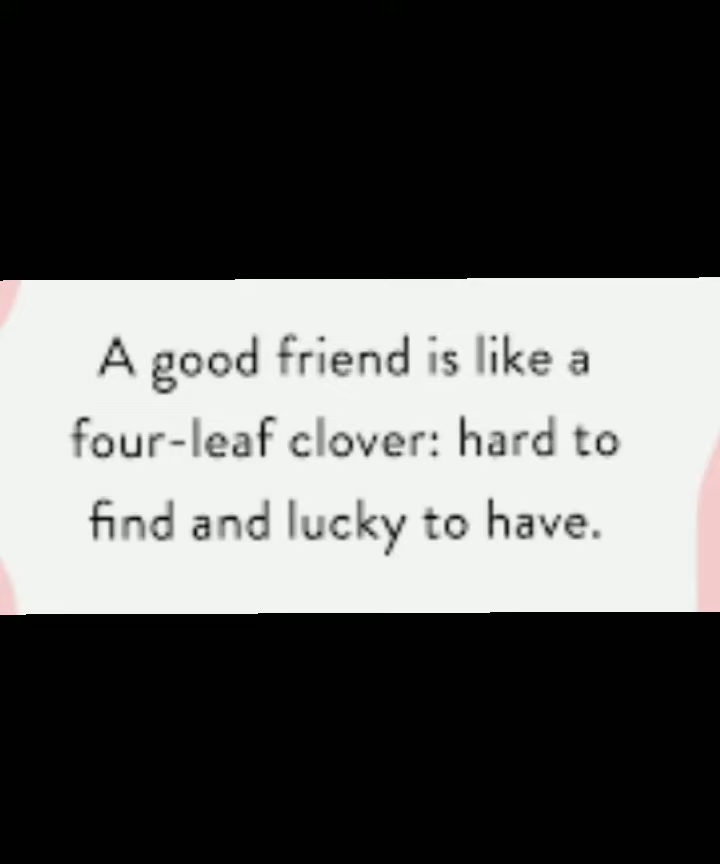 A good friend is like a
four-leaf clover: hard to
find and lucky to have.